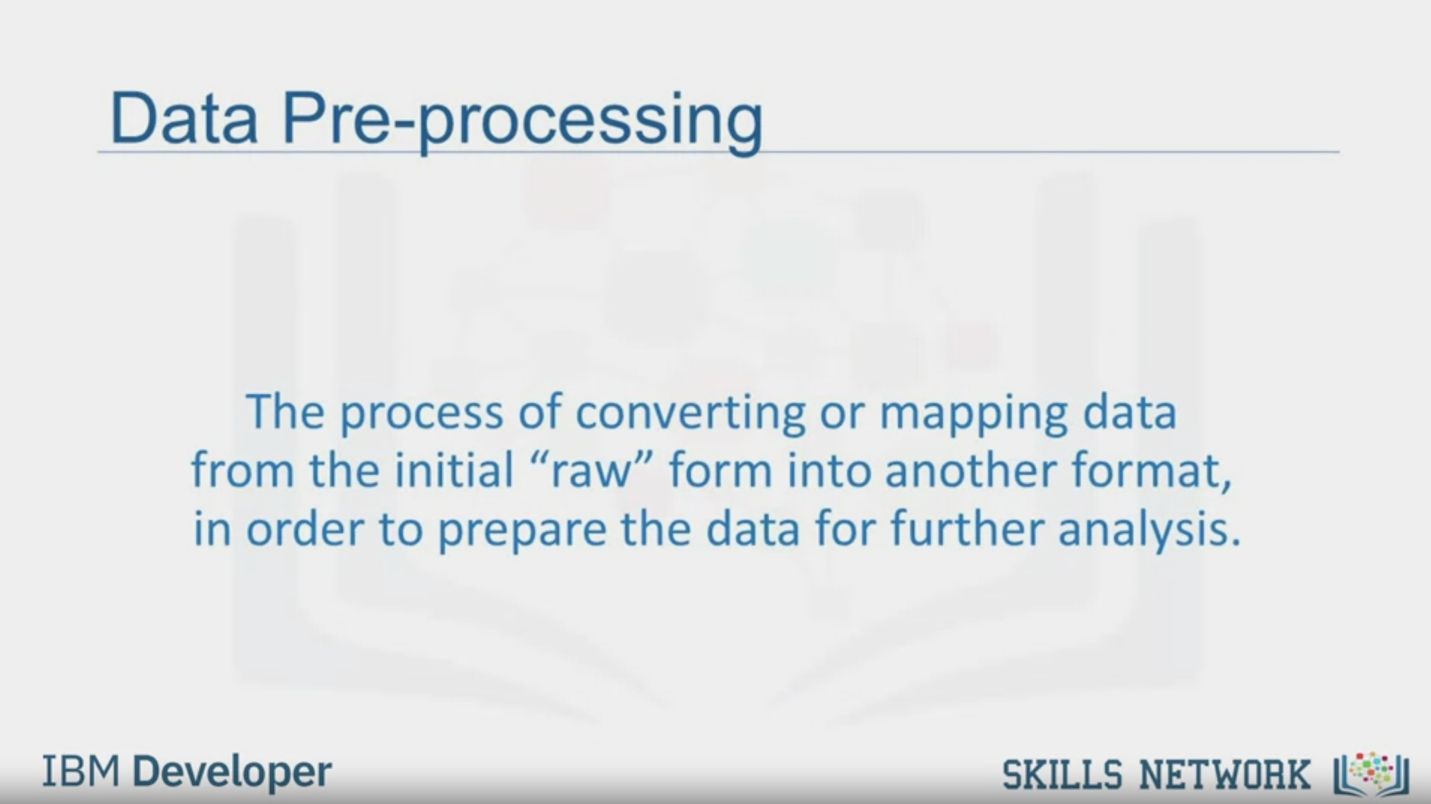 Data Pre-processing
The process of converting or mapping data
from the initial “raw” form into another format,
in order to prepare the data for further analysis.
IBM Developer
SKILLS NETWORK